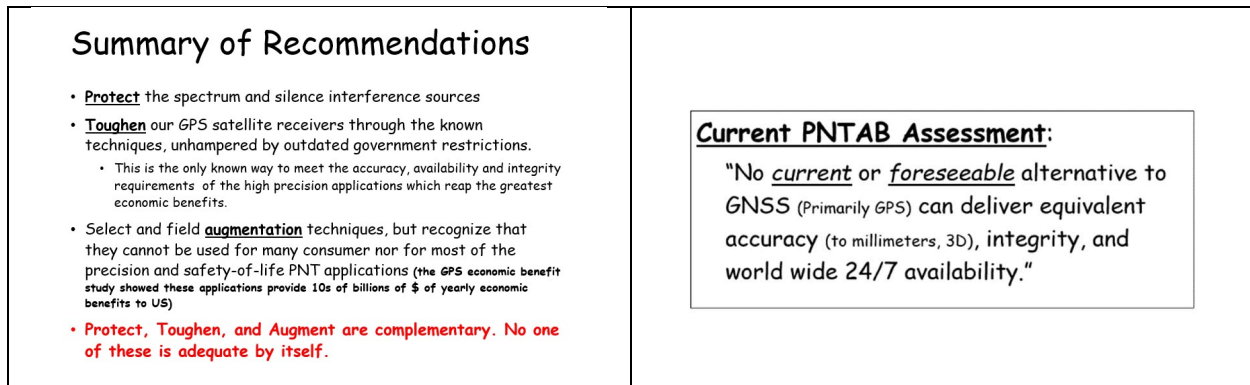 Summary of Recommendations
• Protect the spectrum and silence interference sources
• Toughen our GPS satellite receivers through the known
techniques, unhampered by outdated government restrictions.
• This is the only known way to meet the accuracy, availability and integrity
requirements of the high precision applications which reap the greatest
economic benefits.
• Select and field augmentation techniques, but recognize that
they cannot be used for many consumer nor for most of the
precision and safety-of-life PNT applications (the GPS economic benefit
study showed these applications provide 10s of billions of $ of yearly economic
benefits to US)
• Protect, Toughen, and Augment are complementary. No one
of these is adequate by itself.
Current PNTAB Assessment:
"No current or foreseeable alternative to
GNSS (Primarily GPS) can deliver equivalent
accuracy (to millimeters, 3D), integrity, and
world wide 24/7 availability."